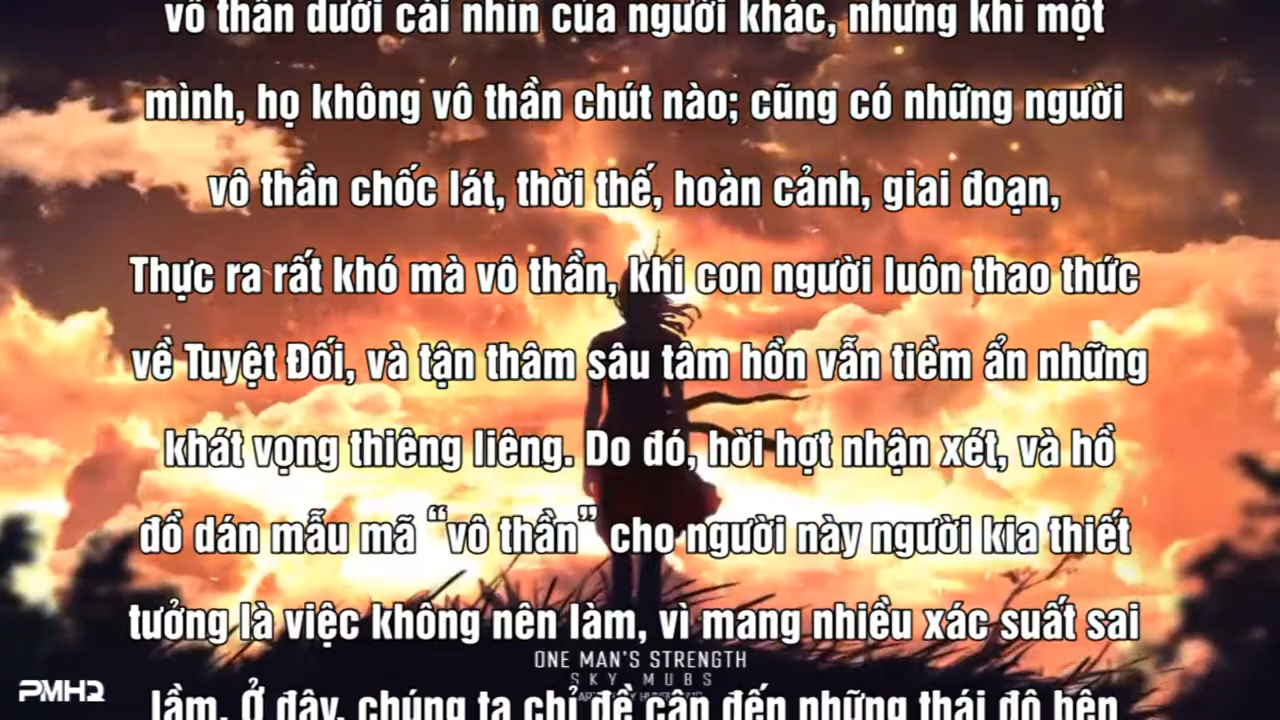 vô thần dưới cái nhìn của người khác, nhưng khi một
mình, họ không vô thần chút nào; cũng có những người
vô thần chốc lát, thời thế, hoàn cảnh, giai đoạn,
Thực ra rất khó mà vô thần, khi con người luôn thao thức
về Tuyệt Đối, và tận thâm sâu tâm hồn vẫn tiềm ẩn những
khát vọng thiêng liêng. Do đó, hời hợt nhận xét, và hồ
đồ dán mẫu mã “vô thần” cho người này người kia thiết
tưởng là việc không nên làm, vì mang nhiều xác suất sai
ONE MAN'S STRENGTH
SKY MUBS
PMHQ
lầm. Ở đây, chúng ta chỉ đề cập đến những thái độ bên